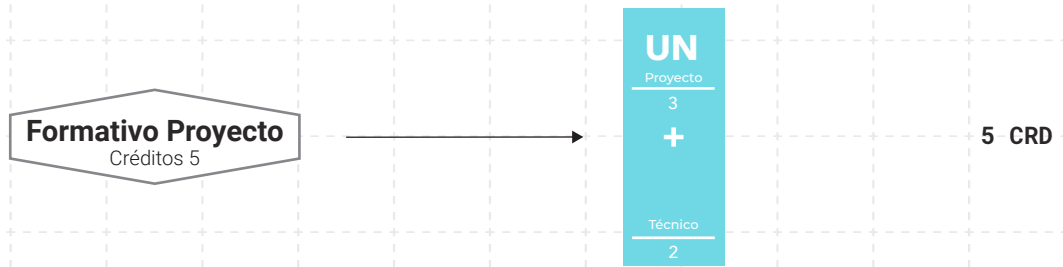 Formativo Proyecto
Créditos 5
UN
Proyecto
3
+
Técnico
2
5 CRD